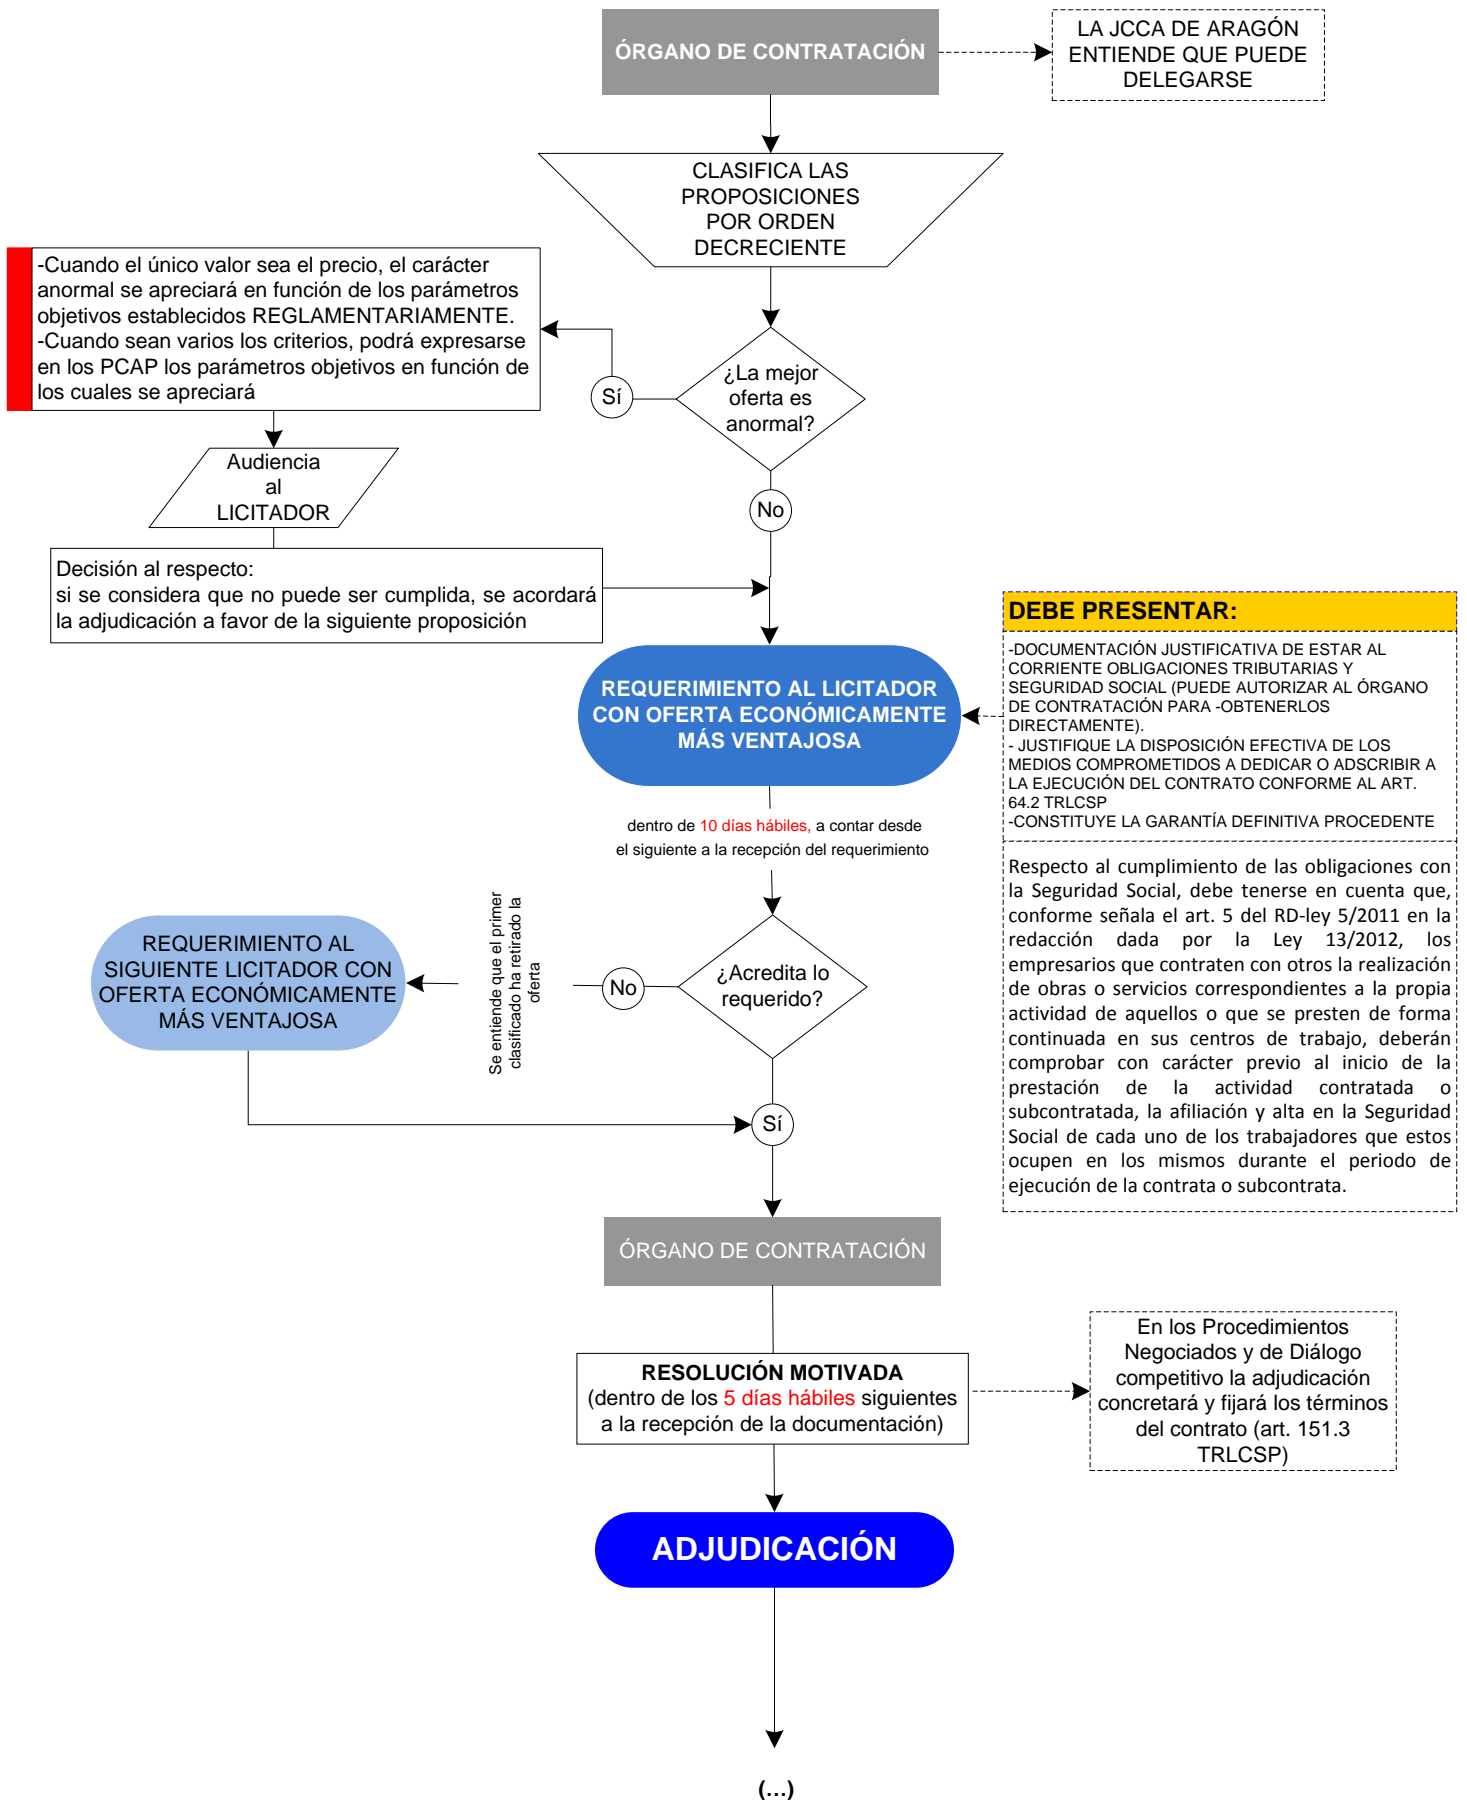 ÓRGANO DE CONTRATACIÓN
LA JCCA DE ARAGÓN
ENTIENDE QUE PUEDE
DELEGARSE
CLASIFICA LAS
PROPOSICIONES
POR ORDEN
DECRECIENTE
-Cuando el único valor sea el precio, el carácter
anormal se apreciará en función de los parámetros
objetivos establecidos REGLAMENTARIAMENTE.
-Cuando sean varios los criterios, podrá expresarse
en los PCAP los parámetros objetivos en función de
los cuales se apreciará
Sí
¿La mejor
oferta es
anormal?
Audiencia
al
LICITADOR
No
Decisión al respecto:
si se considera que no puede ser cumplida, se acordará
la adjudicación a favor de la siguiente proposición
REQUERIMIENTO AL LICITADOR
CON OFERTA ECONÓMICAMENTE
MÁS VENTAJOSA
DEBE PRESENTAR:
-DOCUMENTACIÓN JUSTIFICATIVA DE ESTAR AL
CORRIENTE OBLIGACIONES TRIBUTARIAS Y
SEGURIDAD SOCIAL (PUEDE AUTORIZAR AL ÓRGANO
DE CONTRATACIÓN PARA -OBTENERLOS
DIRECTAMENTE).
- JUSTIFIQUE LA DISPOSICIÓN EFECTIVA DE LOS
MEDIOS COMPROMETIDOS A DEDICAR O ADSCRIBIR A
LA EJECUCIÓN DEL CONTRATO CONFORME AL ART.
64.2 TRLCSP
-CONSTITUYE LA GARANTÍA DEFINITIVA PROCEDENTE
Respecto al cumplimiento de las obligaciones con
la Seguridad Social, debe tenerse en cuenta que,
conforme señala el art. 5 del RD-ley 5/2011 en la
redacción dada por la Ley 13/2012, los
empresarios que contraten con otros la realización
de obras o servicios correspondientes a la propia
actividad de aquellos o que se presten de forma
continuada en sus centros de trabajo, deberán
comprobar con carácter previo al inicio de la
prestación de la actividad contratada o
subcontratada, la afiliación y alta en la Seguridad
Social de cada uno de los trabajadores que estos
ocupen en los mismos durante el periodo de
ejecución de la contrata o subcontrata.
dentro de 10 días hábiles, a contar desde
el siguiente a la recepción del requerimiento
REQUERIMIENTO AL
SIGUIENTE LICITADOR CON
OFERTA ECONÓMICAMENTE
MÁS VENTAJOSA
Se entiende que el primer
clasificado ha retirado la
oferta
No
¿Acredita lo
requerido?
Sí
ÓRGANO DE CONTRATACIÓN
RESOLUCIÓN MOTIVADA
(dentro de los 5 días hábiles siguientes
a la recepción de la documentación)
En los Procedimientos
Negociados y de Diálogo
competitivo la adjudicación
concretará y fijará los términos
del contrato (art. 151.3
TRLCSP)
ADJUDICACIÓN
(...)